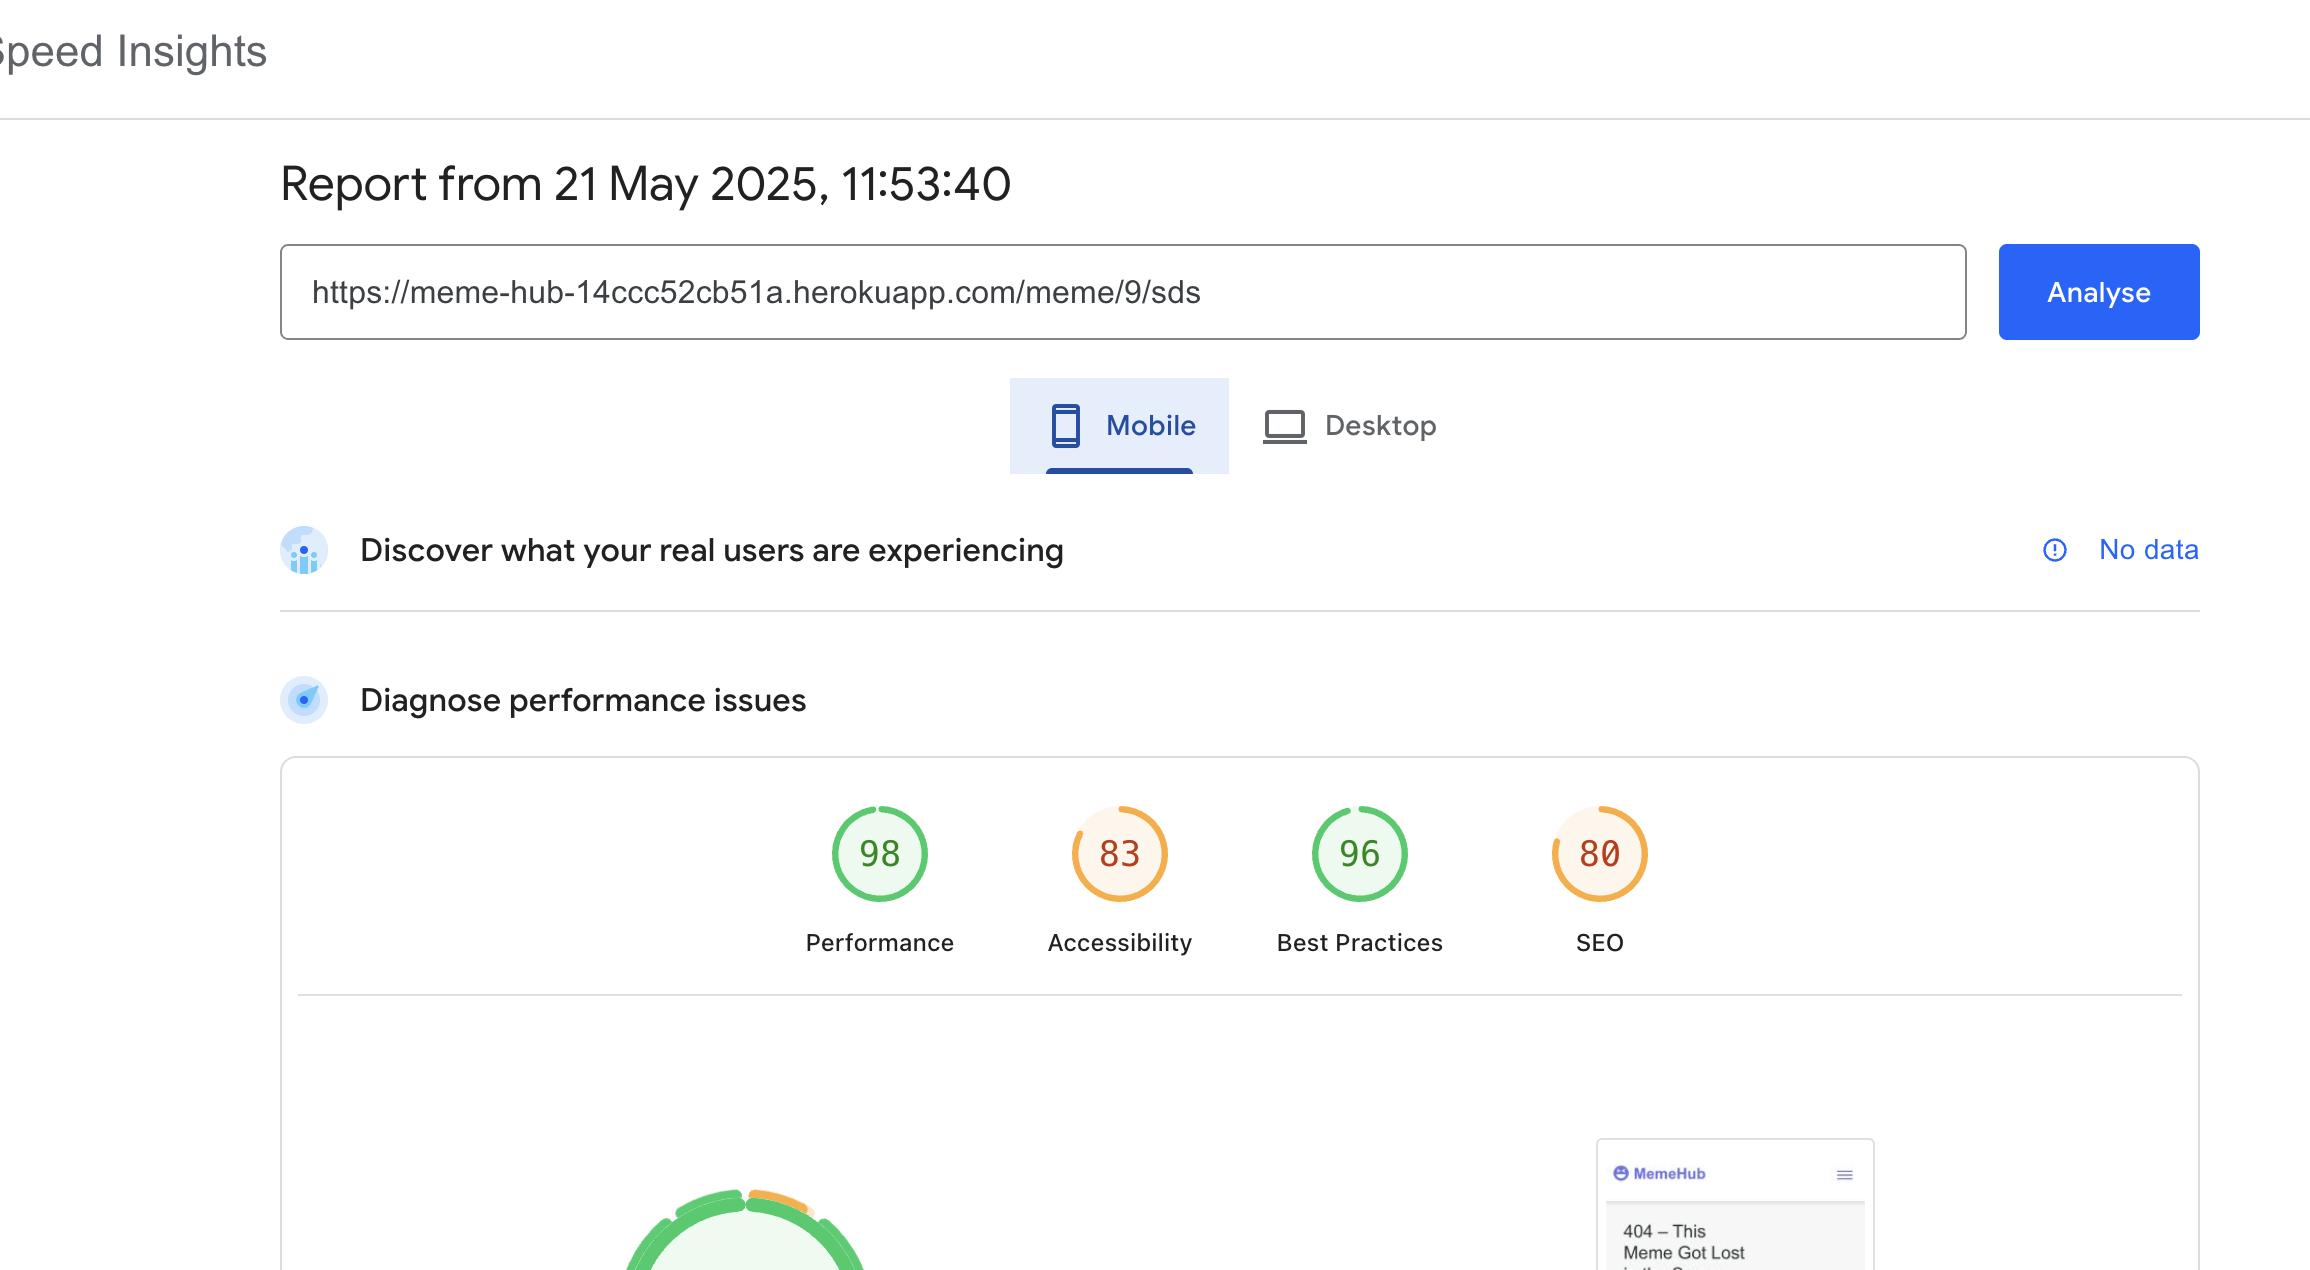 Speed Insights
Report from 21 May 2025, 11:53:40
https://meme-hub-14ccc52cb51a.herokuapp.com/meme/9/sds
Analyse
Mobile
Desktop
Discover what your real users are experiencing
No data
Diagnose performance issues
98
83
96
80
Performance
Accessibility
Best Practices
SEO
MemeHub
404 – This
Meme Got Lost